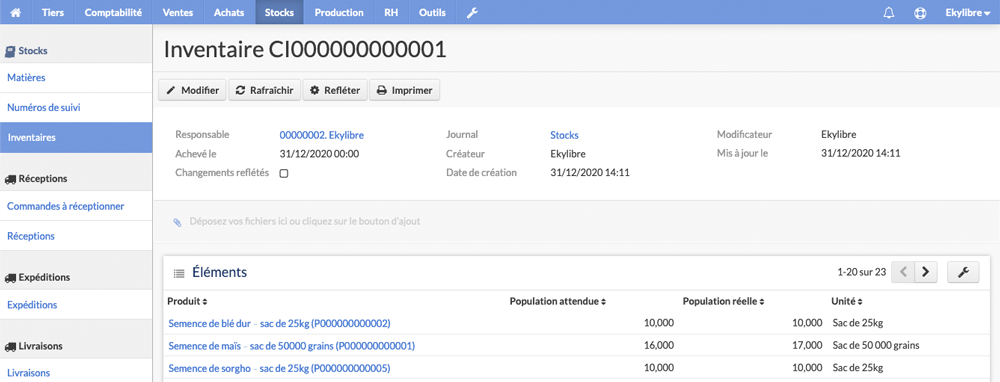 Tiers Comptabilité Ventes Achats Stocks Production RH Outils Ekylibre
Stocks
Matières
Numéros de suivi
Inventaires
Réceptions
Commandes à réceptionner
Réceptions
Expéditions
Expéditions
Livraisons
Livraisons
Inventaire CI000000000001
Modifier Rafraîchir Refléter Imprimer
Responsable 00000002. Ekylibre Journal Stocks Modificateur Ekylibre
Achevé le 31/12/2020 00:00 Créateur Ekylibre Mis à jour le 31/12/2020 14:11
Changements reflétés Date de création 31/12/2020 14:11
Déposez vos fichiers ici ou cliquez sur le bouton d'ajout
Éléments 1-20 sur 23
Produit Population attendue Population réelle Unité
Semence de blé dur - sac de 25kg (P000000000002) 10,000 10,000 Sac de 25kg
Semence de maïs - sac de 50000 grains (P000000000001) 16,000 17,000 Sac de 50 000 grains
Semence de sorgho - sac de 25kg (P000000000005) 10,000 10,000 Sac de 25kg